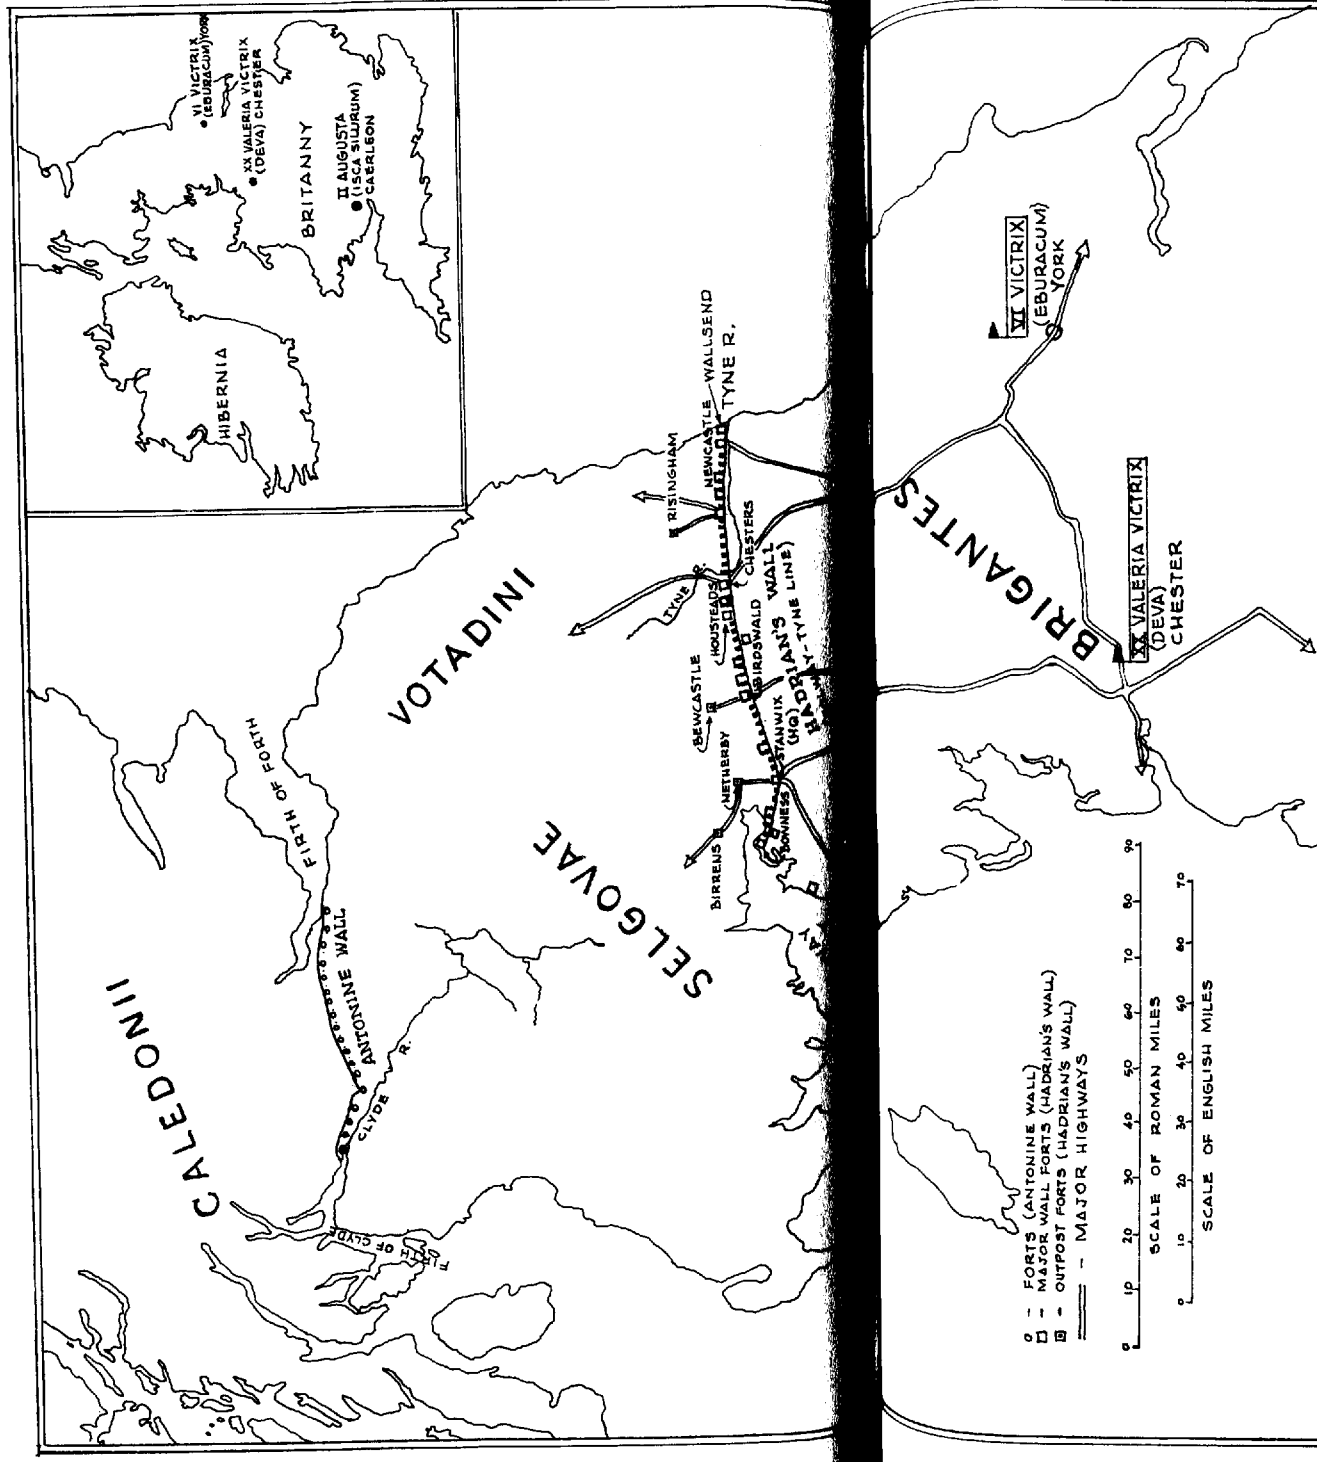 VI VICTRIX
(EBURACUM) YORK
XX VALERIA VICTRIX
(DEVA) CHESTER
BRITANNY
II AUGUSTA
(ISCA SILURUM)
CAERLEON
HIBERNIA
CALEDONII
FIRTH OF FORTH
ANTONINE WALL
CLYDE R.
FIRTH OF CLYDE
VOTADINI
SELGOVAE
RISINGHAM
NEWCASTLE
WALLSEND
TYNE R.
TYNE R.
CHESTERS
HOUSTEADS
BIRDSWALD
BEWCASTLE
NETHERBY
BIRRENS
STANWIX
(HQ)
BOWNESS
HADRIAN'S WALL
-TYNE LINE)
BRIGANTES
VI VICTRIX
(EBURACUM)
YORK
XX VALERIA VICTRIX
(DEVA)
CHESTER
o - FORTS (ANTONINE WALL)
□ - MAJOR WALL FORTS (HADRIAN'S WALL)
▣ - OUTPOST FORTS (HADRIAN'S WALL)
═ - MAJOR HIGHWAYS
0 10 20 30 40 50 60 70 80 90
SCALE OF ROMAN MILES
0 10 20 30 40 50 60 70
SCALE OF ENGLISH MILES